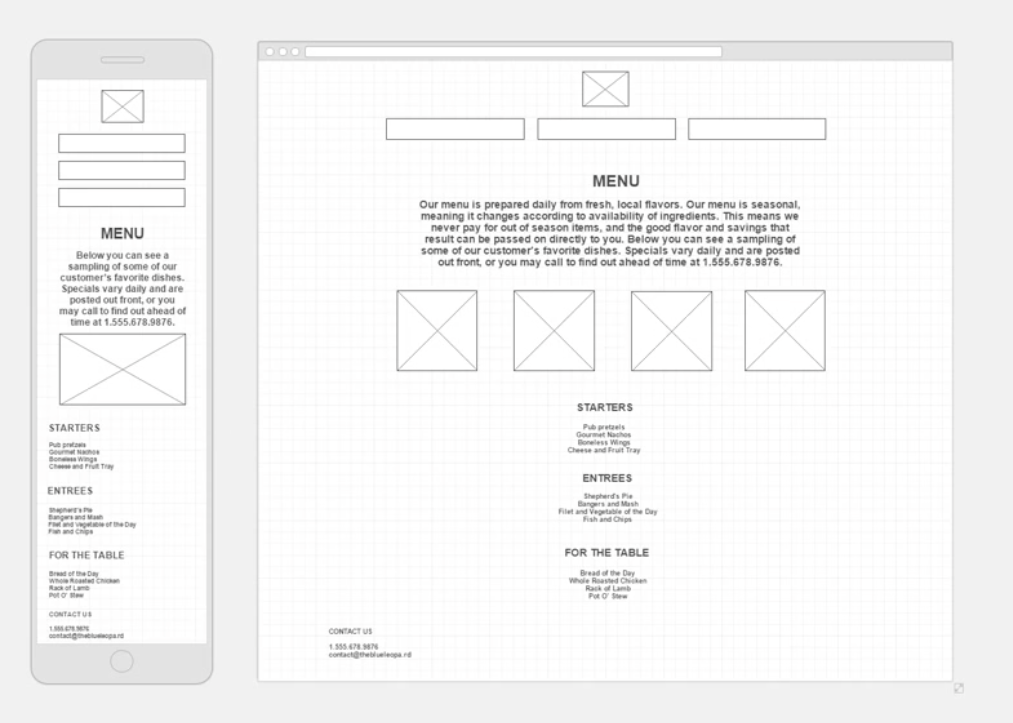 MENU
Below you can see a
sampling of some of our
customer's favorite dishes.
Specials vary daily and are
posted out front, or you
may call to find out ahead of
time at 1.555.678.9876.
STARTERS
Pub pretzels
Gourmet Nachos
Boneless Wings
Cheese and Fruit Tray
ENTREES
Shepherd's Pie
Bangers and Mash
Filet and Vegetable of the Day
Fish and Chips
FOR THE TABLE
Bread of the Day
Whole Roasted Chicken
Rack of Lamb
Pot O' Stew
CONTACT US
1.555.678.9876
contact@theblueleopa.rd
MENU
Our menu is prepared daily from fresh, local flavors. Our menu is seasonal,
meaning it changes according to availability of ingredients. This means we
never pay for out of season items, and the good flavor and savings that
result can be passed on directly to you. Below you can see a sampling of
some of our customer's favorite dishes. Specials vary daily and are posted
out front, or you may call to find out ahead of time at 1.555.678.9876.
STARTERS
Pub pretzels
Gourmet Nachos
Boneless Wings
Cheese and Fruit Tray
ENTREES
Shepherd's Pie
Bangers and Mash
Filet and Vegetable of the Day
Fish and Chips
FOR THE TABLE
Bread of the Day
Whole Roasted Chicken
Rack of Lamb
Pot O' Stew
CONTACT US
1.555.678.9876
contact@theblueleopa.rd